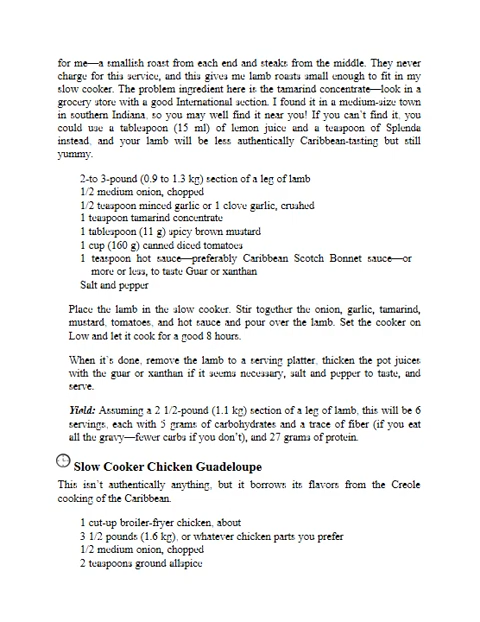 for me—a smallish roast from each end and steaks from the middle. They never
charge for this service, and this gives me lamb roasts small enough to fit in my
slow cooker. The problem ingredient here is the tamarind concentrate—look in a
grocery store with a good International section. I found it in a medium-size town
in southern Indiana, so you may well find it near you! If you can't find it, you
could use a tablespoon (15 ml) of lemon juice and a teaspoon of Splenda
instead, and your lamb will be less authentically Caribbean-tasting but still
yummy.
2-to 3-pound (0.9 to 1.3 kg) section of a leg of lamb
1/2 medium onion, chopped
1/2 teaspoon minced garlic or 1 clove garlic, crushed
1 teaspoon tamarind concentrate
1 tablespoon (11 g) spicy brown mustard
1 cup (160 g) canned diced tomatoes
1 teaspoon hot sauce—preferably Caribbean Scotch Bonnet sauce—or
more or less, to taste Guar or xanthan
Salt and pepper
Place the lamb in the slow cooker. Stir together the onion, garlic, tamarind,
mustard, tomatoes, and hot sauce and pour over the lamb. Set the cooker on
Low and let it cook for a good 8 hours.
When it's done, remove the lamb to a serving platter, thicken the pot juices
with the guar or xanthan if it seems necessary, salt and pepper to taste, and
serve.
Yield: Assuming a 2 1/2-pound (1.1 kg) section of a leg of lamb, this will be 6
servings, each with 5 grams of carbohydrates and a trace of fiber (if you eat
all the gravy—fewer carbs if you don't), and 27 grams of protein.
Slow Cooker Chicken Guadeloupe
This isn't authentically anything, but it borrows its flavors from the Creole
cooking of the Caribbean.
1 cut-up broiler-fryer chicken, about
3 1/2 pounds (1.6 kg), or whatever chicken parts you prefer
1/2 medium onion, chopped
2 teaspoons ground allspice